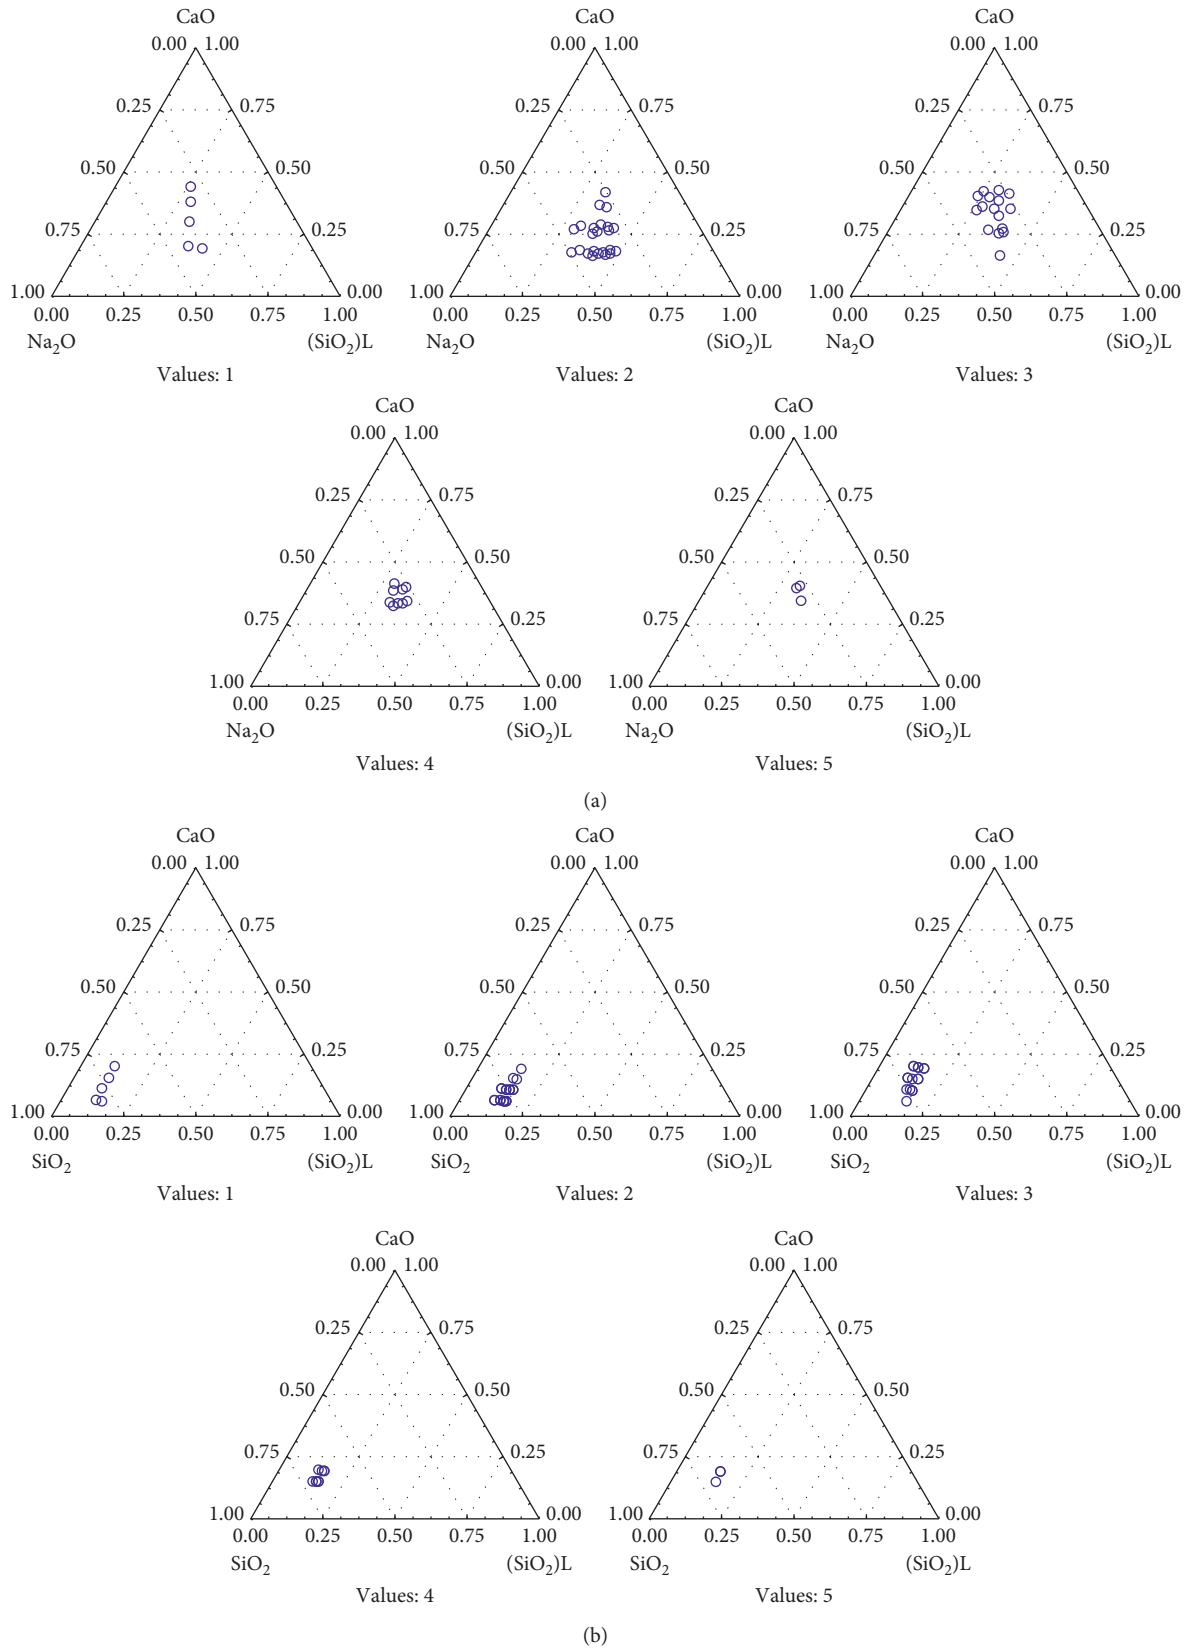 CaO CaO CaO
0.00 1.00 0.00 1.00 0.00 1.00
0.25 0.75 0.25 0.75 0.25 0.75
0.50 0.50 0.50 0.50 0.50 0.50
0.75 0.25 0.75 0.25 0.75 0.25
1.00 0.00 1.00 0.00 1.00 0.00
0.00 0.25 0.50 0.75 1.00 0.00 0.25 0.50 0.75 1.00 0.00 0.25 0.50 0.75 1.00
Na₂O (SiO₂)L Na₂O (SiO₂)L Na₂O (SiO₂)L
Values: 1 Values: 2 Values: 3
CaO CaO
0.00 1.00 0.00 1.00
0.25 0.75 0.25 0.75
0.50 0.50 0.50 0.50
0.75 0.25 0.75 0.25
1.00 0.00 1.00 0.00
0.00 0.25 0.50 0.75 1.00 0.00 0.25 0.50 0.75 1.00
Na₂O (SiO₂)L Na₂O (SiO₂)L
Values: 4 Values: 5
(a)
CaO CaO CaO
0.00 1.00 0.00 1.00 0.00 1.00
0.25 0.75 0.25 0.75 0.25 0.75
0.50 0.50 0.50 0.50 0.50 0.50
0.75 0.25 0.75 0.25 0.75 0.25
1.00 0.00 1.00 0.00 1.00 0.00
0.00 0.25 0.50 0.75 1.00 0.00 0.25 0.50 0.75 1.00 0.00 0.25 0.50 0.75 1.00
SiO₂ (SiO₂)L SiO₂ (SiO₂)L SiO₂ (SiO₂)L
Values: 1 Values: 2 Values: 3
CaO CaO
0.00 1.00 0.00 1.00
0.25 0.75 0.25 0.75
0.50 0.50 0.50 0.50
0.75 0.25 0.75 0.25
1.00 0.00 1.00 0.00
0.00 0.25 0.50 0.75 1.00 0.00 0.25 0.50 0.75 1.00
SiO₂ (SiO₂)L SiO₂ (SiO₂)L
Values: 4 Values: 5
(b)